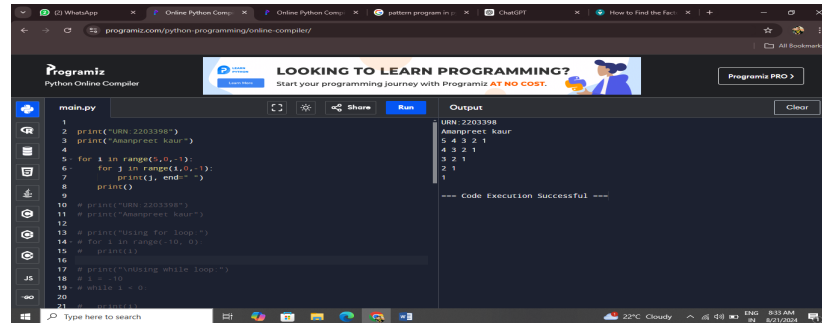 (2) WhatsApp
Online Python Comp
Online Python Comp
pattern program in p
ChatGPT
How to Find the Fact
programiz.com/python-programming/online-compiler/
All Bookmark
Programiz
Python Online Compiler
LEARN PYTHON
Learn More
LOOKING TO LEARN PROGRAMMING?
Start your programming journey with Programiz AT NO COST.
Programiz PRO >
main.py
Share
Run
Output
Clear
1
2 print("URN:2203398")
3 print("Amanpreet kaur")
4
5 for i in range(5,0,-1):
6     for j in range(i,0,-1):
7         print(j, end=" ")
8     print()
9
10 # print("URN:2203398")
11 # print("Amanpreet kaur")
12
13 # print("Using for loop:")
14 # for i in range(-10, 0):
15 #   print(i)
16
17 # print("\nUsing while loop:")
18 # i = -10
19 # while i < 0:
20
21 #   print(i)
URN:2203398
Amanpreet kaur
5 4 3 2 1
4 3 2 1
3 2 1
2 1
1
=== Code Execution Successful ===
JS
GO
Type here to search
22°C Cloudy
ENG
IN
8:33 AM
8/21/2024